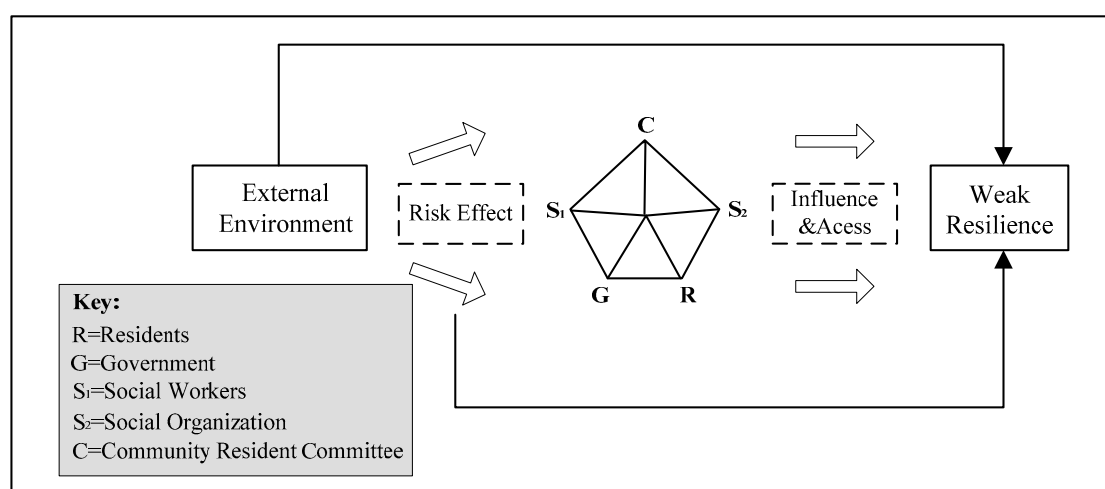 C
External
Environment
Risk Effect
S₁
S₂
Influence
&Acess
Weak
Resilience
G
R
Key:
R=Residents
G=Government
S₁=Social Workers
S₂=Social Organization
C=Community Resident Committee